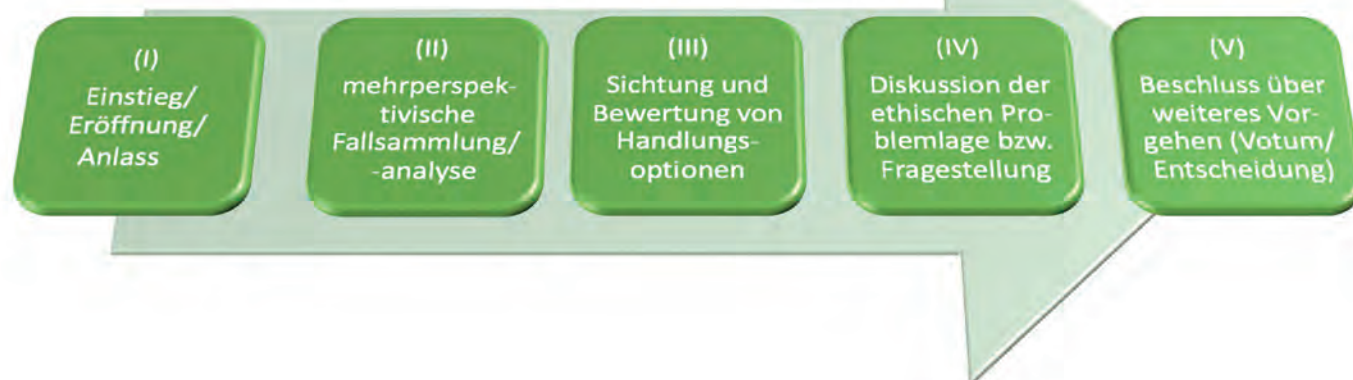 (I)
Einstieg/
Eröffnung/
Anlass
(II)
mehrperspek-
tivische
Fallsammlung/
-analyse
(III)
Sichtung und
Bewertung von
Handlungs-
optionen
(IV)
Diskussion der
ethischen Pro-
blemlage bzw.
Fragestellung
(V)
Beschluss über
weiteres Vor-
gehen (Votum/
Entscheidung)